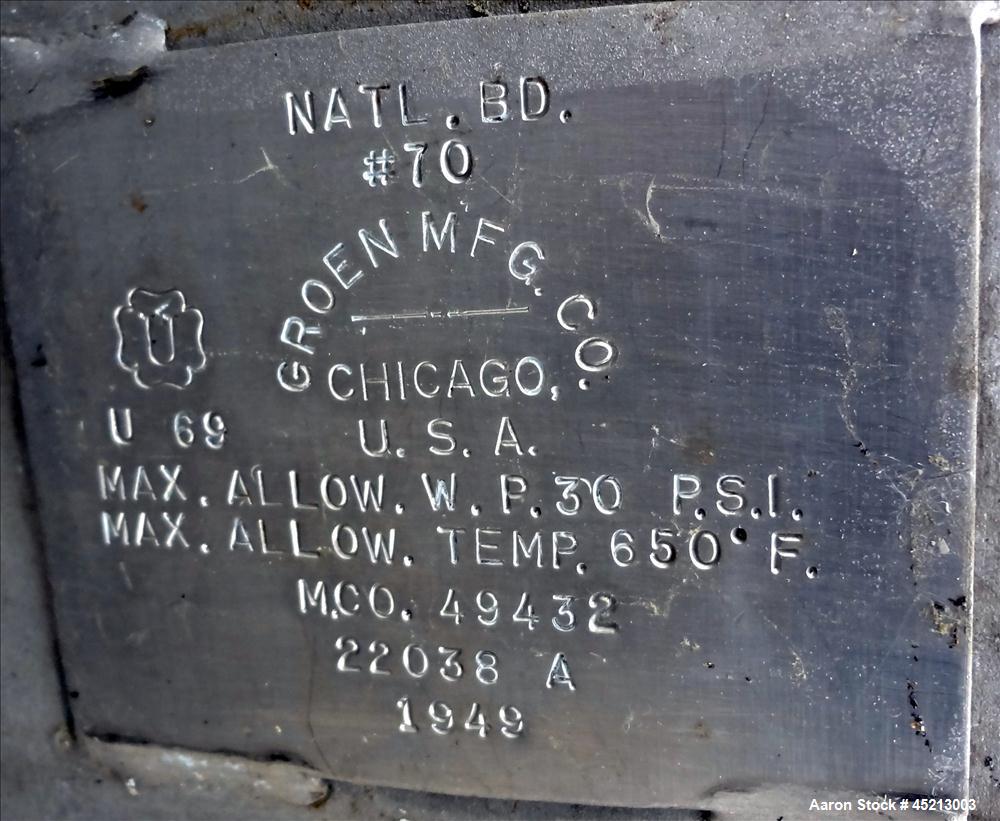 NATL. BD.
#70
GROEN MFG. CO.
CHICAGO,
U
U 69
U. S. A.
MAX. ALLOW. W. P. 30 P.S.I.
MAX. ALLOW. TEMP. 650° F.
M.CO. 49432
22038 A
1949
Aaron Stock # 45213003